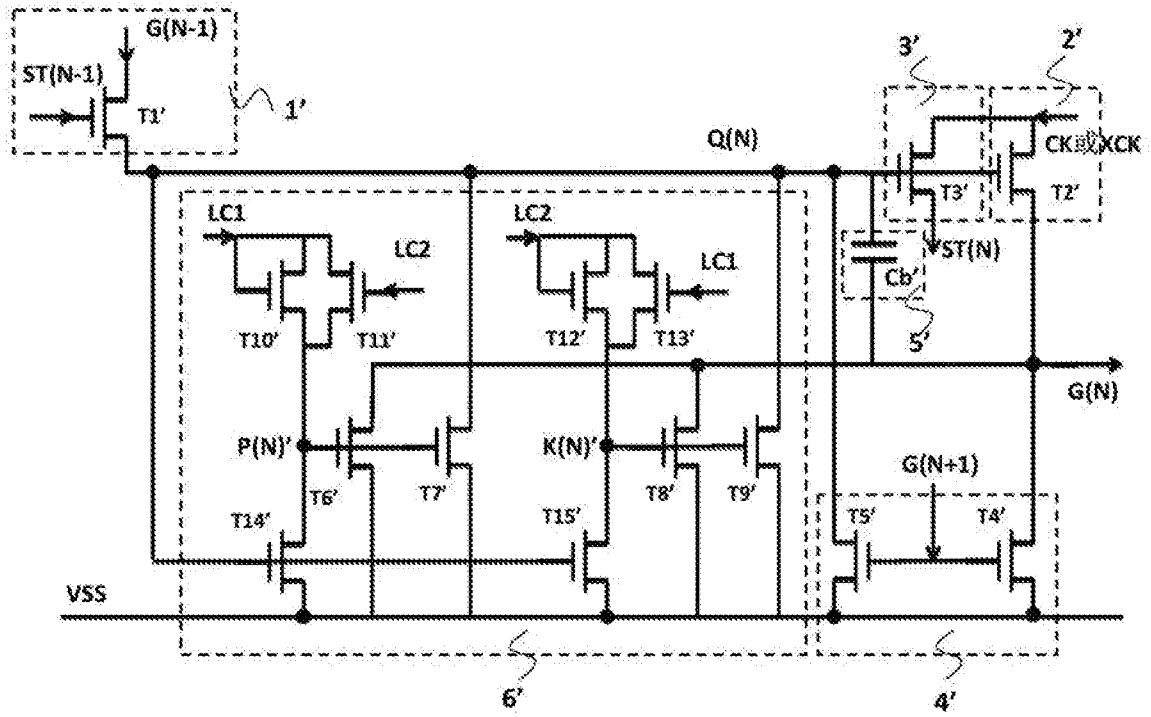 G(N-1)
ST(N-1)
T1'
1'
Q(N)
3'
2'
CK或XCK
T3'
T2'
ST(N)
Cb'
5'
LC1
LC2
T10'
T11'
LC2
LC1
T12'
T13'
G(N)
P(N)'
T6'
T7'
K(N)'
T8'
T9'
G(N+1)
T14'
T15'
T5'
T4'
VSS
6'
4'